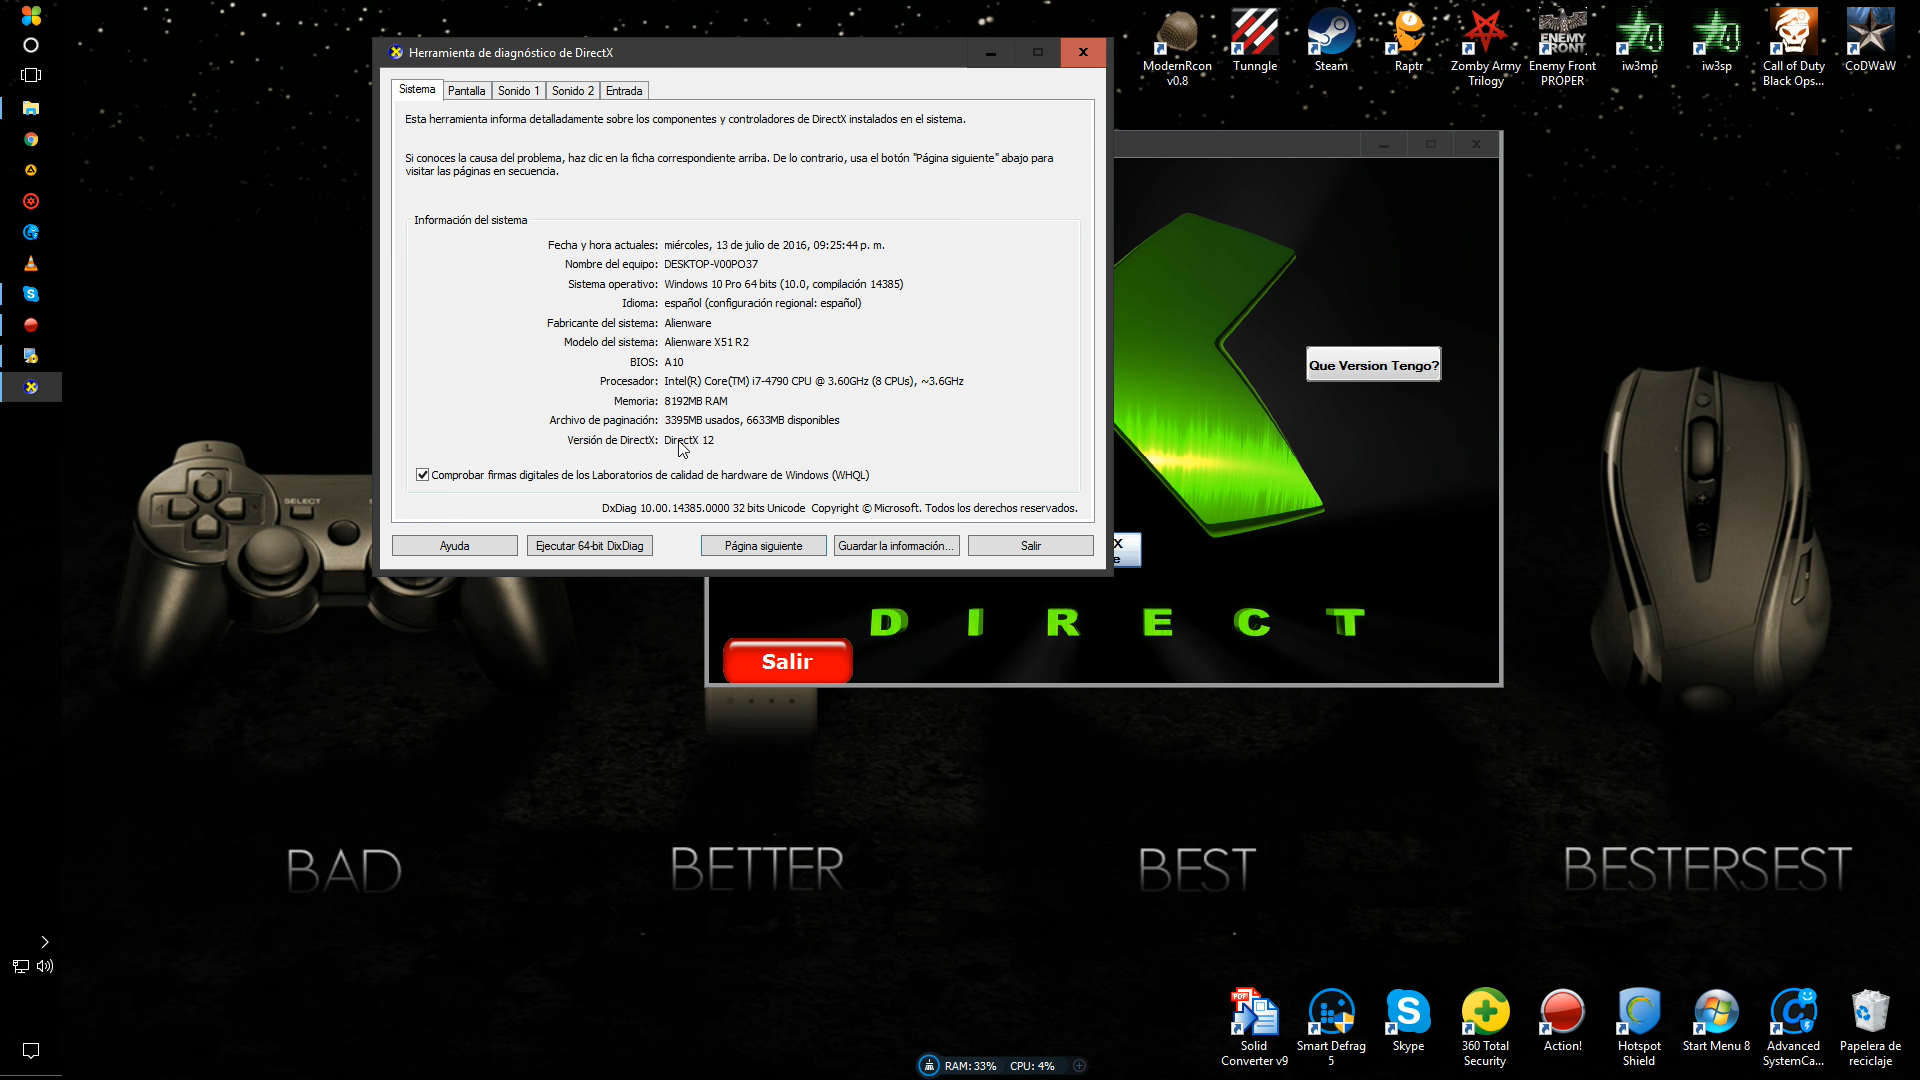 Herramienta de diagnóstico de DirectX
Sistema
Pantalla
Sonido 1
Sonido 2
Entrada
Esta herramienta informa detalladamente sobre los componentes y controladores de DirectX instalados en el sistema.
Si conoces la causa del problema, haz clic en la ficha correspondiente arriba. De lo contrario, usa el botón "Página siguiente" abajo para
visitar las páginas en secuencia.
Información del sistema
Fecha y hora actuales: miércoles, 13 de julio de 2016, 09:25:44 p. m.
Nombre del equipo: DESKTOP-V00PO37
Sistema operativo: Windows 10 Pro 64 bits (10.0, compilación 14385)
Idioma: español (configuración regional: español)
Fabricante del sistema: Alienware
Modelo del sistema: Alienware X51 R2
BIOS: A10
Procesador: Intel(R) Core(TM) i7-4790 CPU @ 3.60GHz (8 CPUs), ~3.6GHz
Memoria: 8192MB RAM
Archivo de paginación: 3395MB usados, 6633MB disponibles
Versión de DirectX: DirectX 12
Comprobar firmas digitales de los Laboratorios de calidad de hardware de Windows (WHQL)
DxDiag 10.00.14385.0000 32 bits Unicode Copyright © Microsoft. Todos los derechos reservados.
Ayuda
Ejecutar 64-bit DixDiag
Página siguiente
Guardar la información...
Salir
ModernRcon
v0.8
Tunngle
Steam
Raptr
Zomby Army
Trilogy
ENEMY
FRONT
Enemy Front
PROPER
iw3mp
iw3sp
Call of Duty
Black Ops...
CoDWaW
Que Version Tengo?
X
e
DIRECT
Salir
SELECT
BAD
BETTER
BEST
BESTERSEST
PDF
Solid
Converter v9
Smart Defrag
5
Skype
360 Total
Security
Action!
Hotspot
Shield
Start Menu 8
Advanced
SystemCa...
Papelera de
reciclaje
RAM: 33%
CPU: 4%